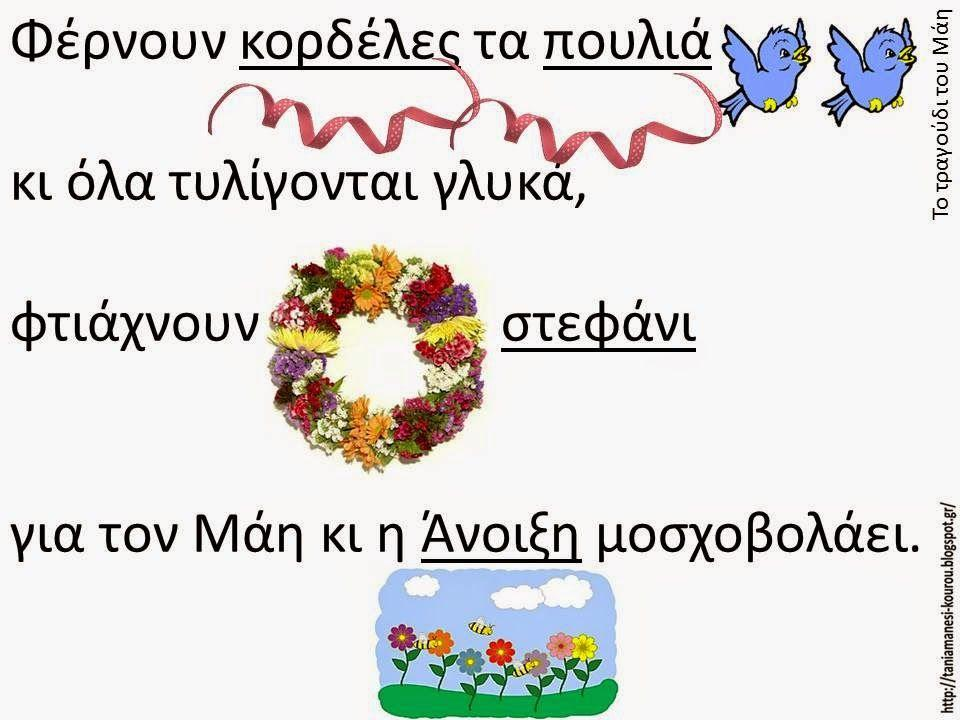 Φέρνουν κορδέλες τα πουλιά
κι όλα τυλίγονται γλυκά,
φτιάχνουν στεφάνι
για τον Μάη κι η Άνοιξη μοσχοβολάει.
Το τραγούδι του Μάη
http://taniamanesi-kourou.blogspot.gr/